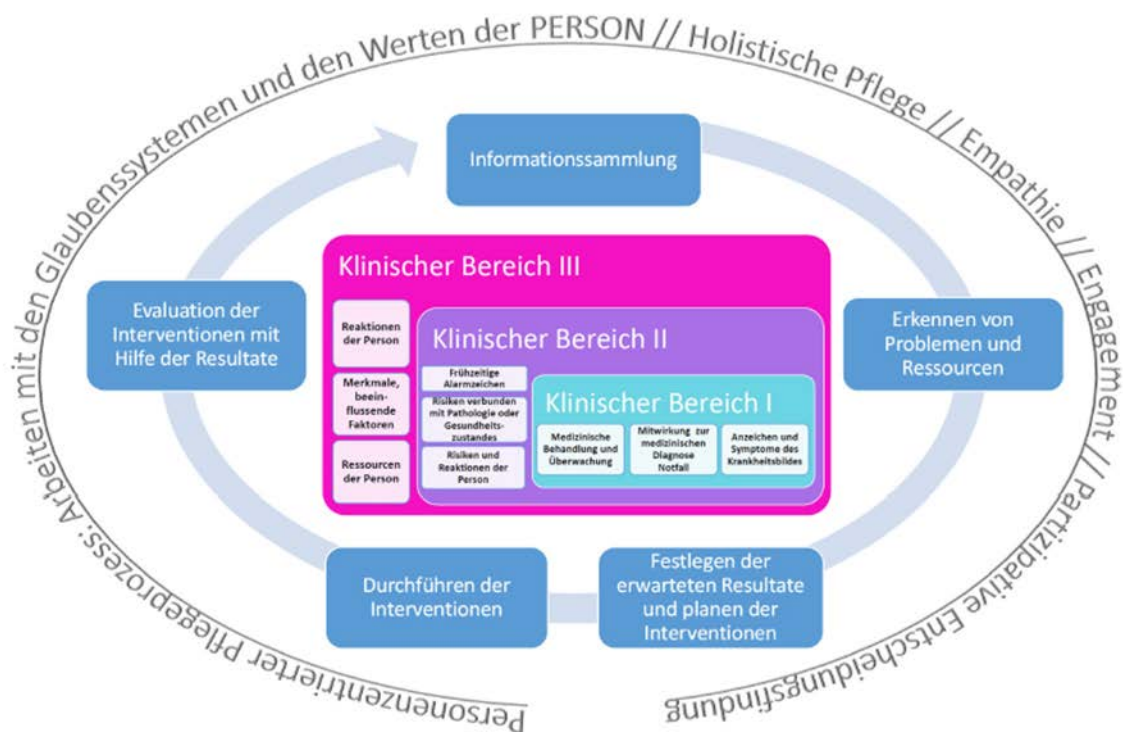 Personenzentrierter Pflegeprozess: Arbeiten mit den Glaubenssystemen und den Werten der PERSON // Holistische Pflege // Empathie // Engagement // Partizipative Entscheidungsfindung
Informationssammlung
Erkennen von
Problemen und
Ressourcen
Festlegen der
erwarteten Resultate
und planen der
Interventionen
Durchführen der
Interventionen
Evaluation der
Interventionen mit
Hilfe der Resultate
Klinischer Bereich III
Reaktionen
der Person
Merkmale,
beein-
flussende
Faktoren
Ressourcen
der Person
Klinischer Bereich II
Frühzeitige
Alarmzeichen
Risiken verbunden
mit Pathologie oder
Gesundheits-
zustandes
Risiken und
Reaktionen der
Person
Klinischer Bereich I
Medizinische
Behandlung und
Überwachung
Mitwirkung zur
medizinischen
Diagnose
Notfall
Anzeichen und
Symptome des
Krankheitsbildes